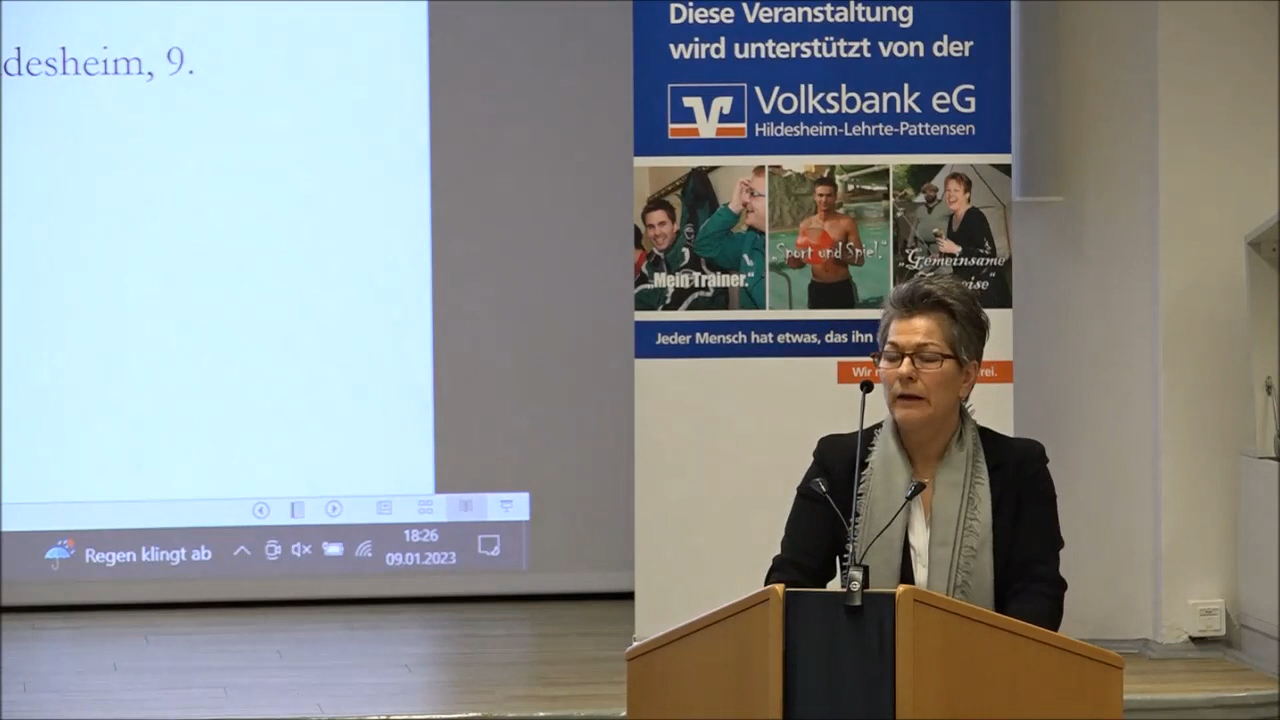 desheim, 9.
Regen klingt ab
18:26
09.01.2023
Diese Veranstaltung
wird unterstützt von der
Volksbank eG
Hildesheim-Lehrte-Pattensen
„Mein Trainer.“
„Sport und Spiel.“
„Gemeinsame
Jeder Mensch hat etwas, das ihn
Wir